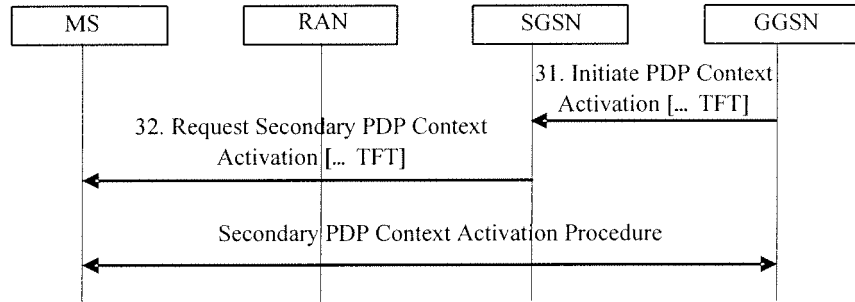 MS RAN SGSN GGSN
31. Initiate PDP Context
Activation [... TFT]
32. Request Secondary PDP Context
Activation [... TFT]
Secondary PDP Context Activation Procedure